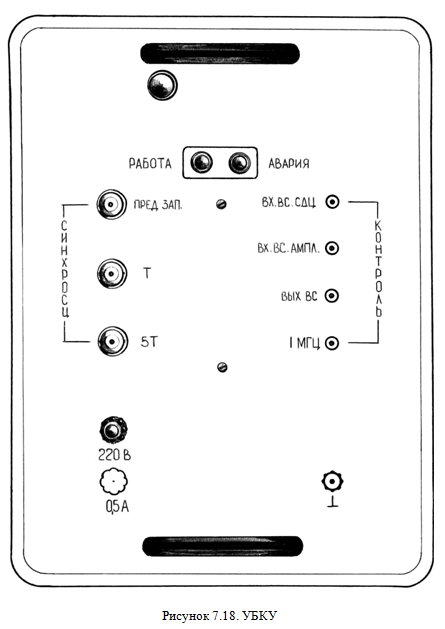 РАБОТА
АВАРИЯ
ПРЕД ЗАП.
ВХ.ВС.СДЦ
СИНХРОСЦ
Т
ВХ.ВС.АМПЛ.
КОНТРОЛЬ
ВЫХ ВС
5Т
1 МГЦ
220 В
0,5 А
Рисунок 7.18. УБКУ